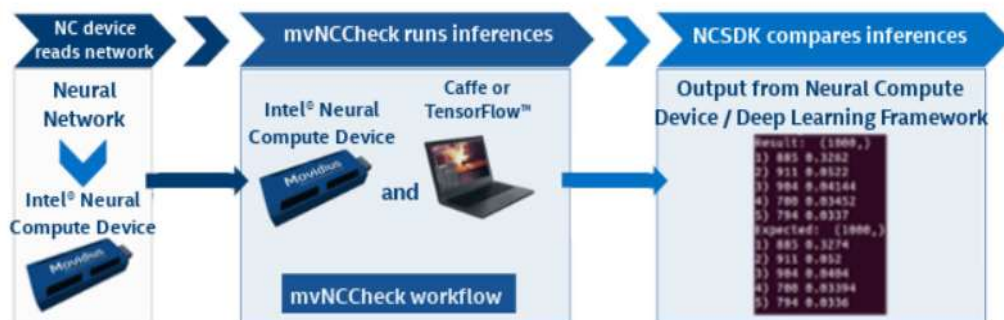 NC device
reads network
mvNCCheck runs inferences
NCSDK compares inferences
Neural
Network
Intel® Neural
Compute Device
Movidius
Intel® Neural
Compute Device
Movidius
and
Caffe or
TensorFlow™
mvNCCheck workflow
Output from Neural Compute
Device / Deep Learning Framework
Result: (1000,)
1) 885 0.3262
2) 911 0.0522
3) 904 0.04144
4) 700 0.03452
5) 794 0.0337
Expected: (1000,)
1) 885 0.3274
2) 911 0.052
3) 904 0.0404
4) 700 0.03394
5) 794 0.0336